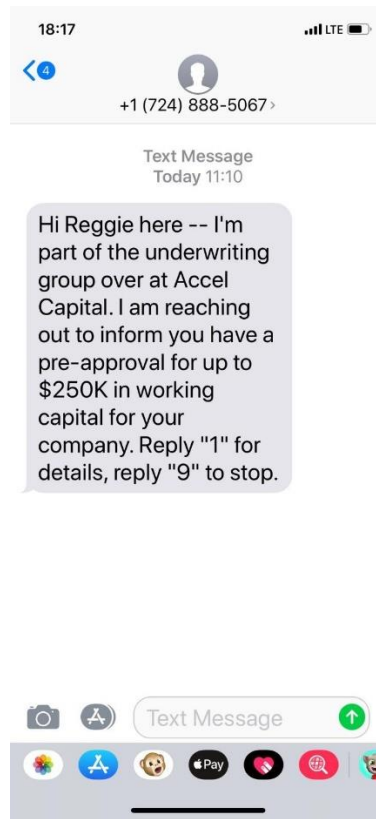 18:17
LTE
4
+1 (724) 888-5067 >
Text Message
Today 11:10
Hi Reggie here -- I'm
part of the underwriting
group over at Accel
Capital. I am reaching
out to inform you have a
pre-approval for up to
$250K in working
capital for your
company. Reply "1" for
details, reply "9" to stop.
Text Message
Pay